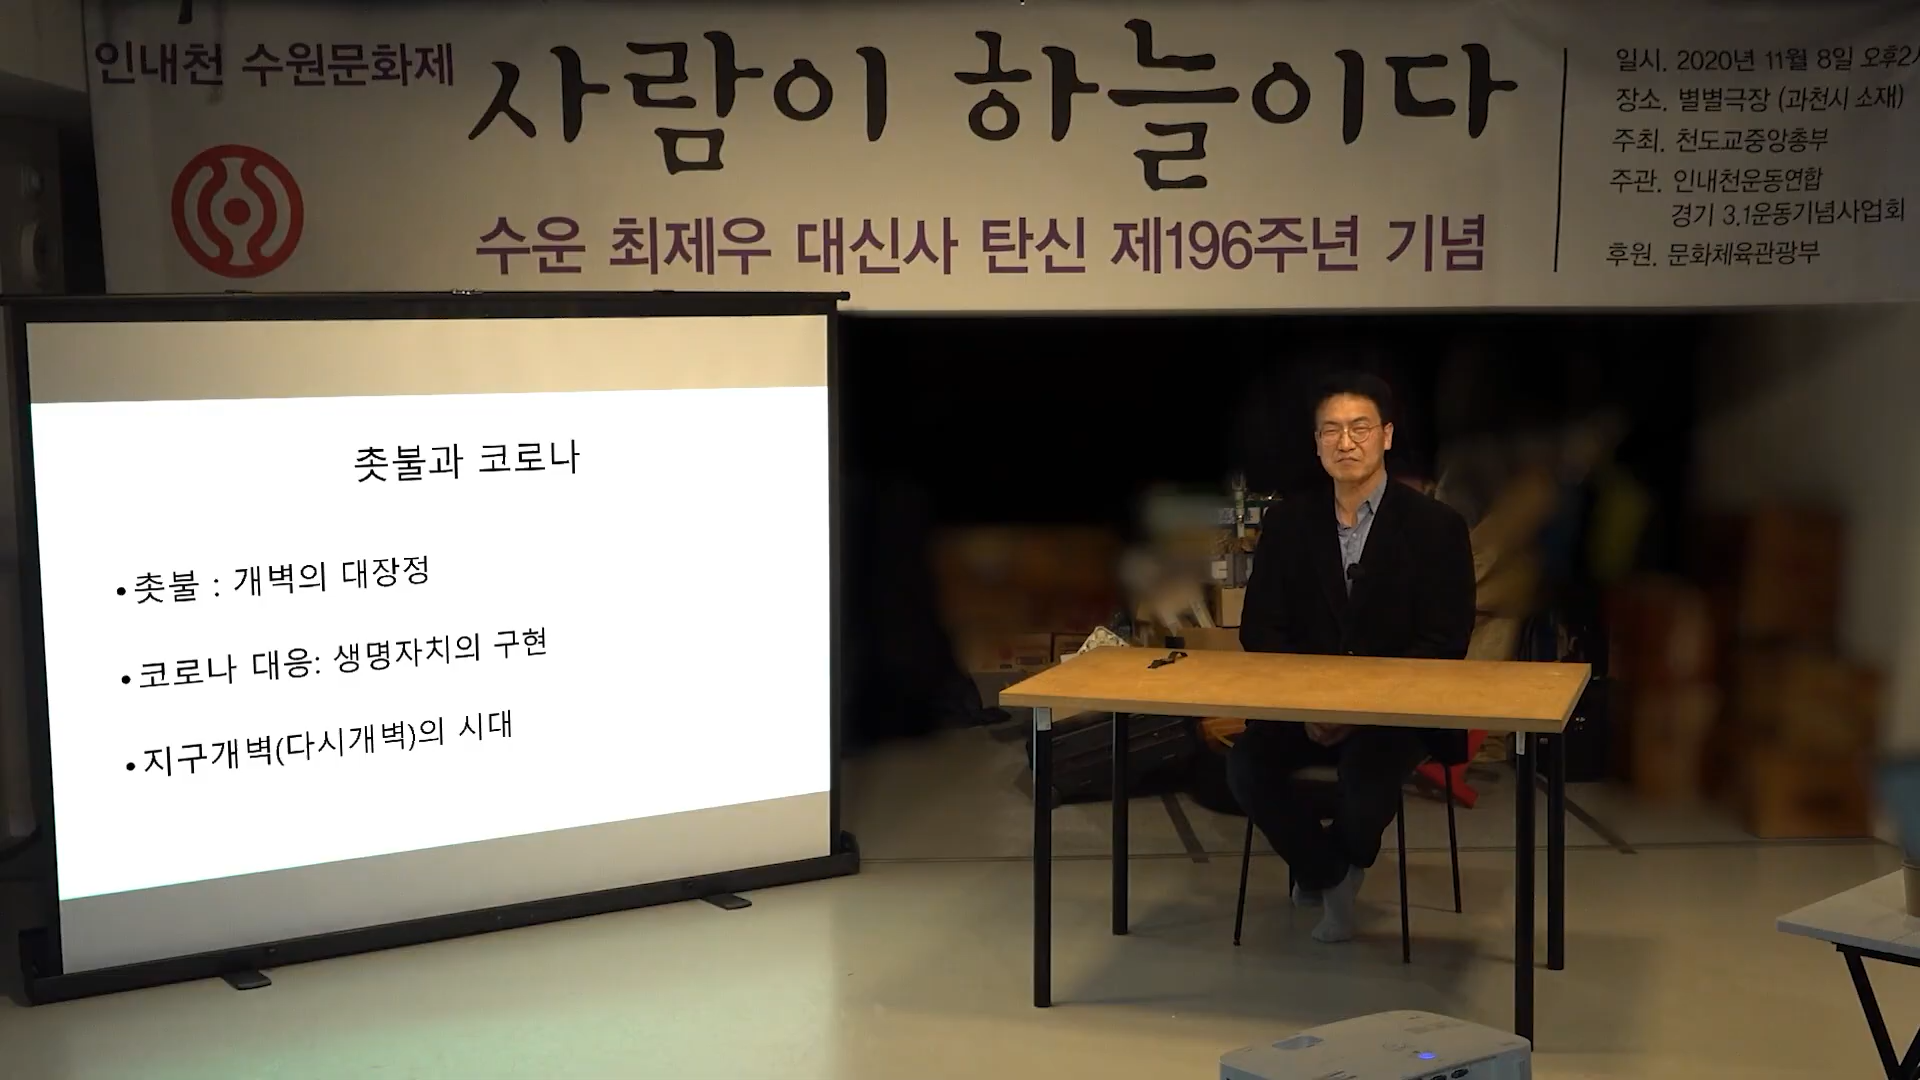 인내천 수원문화제
사람이 하늘이다
수운 최제우 대신사 탄신 제196주년 기념
일시. 2020년 11월 8일 오후2시
장소. 별별극장 (과천시 소재)
주최. 천도교중앙총부
주관. 인내천운동연합
경기 3.1운동기념사업회
후원. 문화체육관광부
촛불과 코로나
• 촛불 : 개벽의 대장정
• 코로나 대응: 생명자치의 구현
• 지구개벽(다시개벽)의 시대